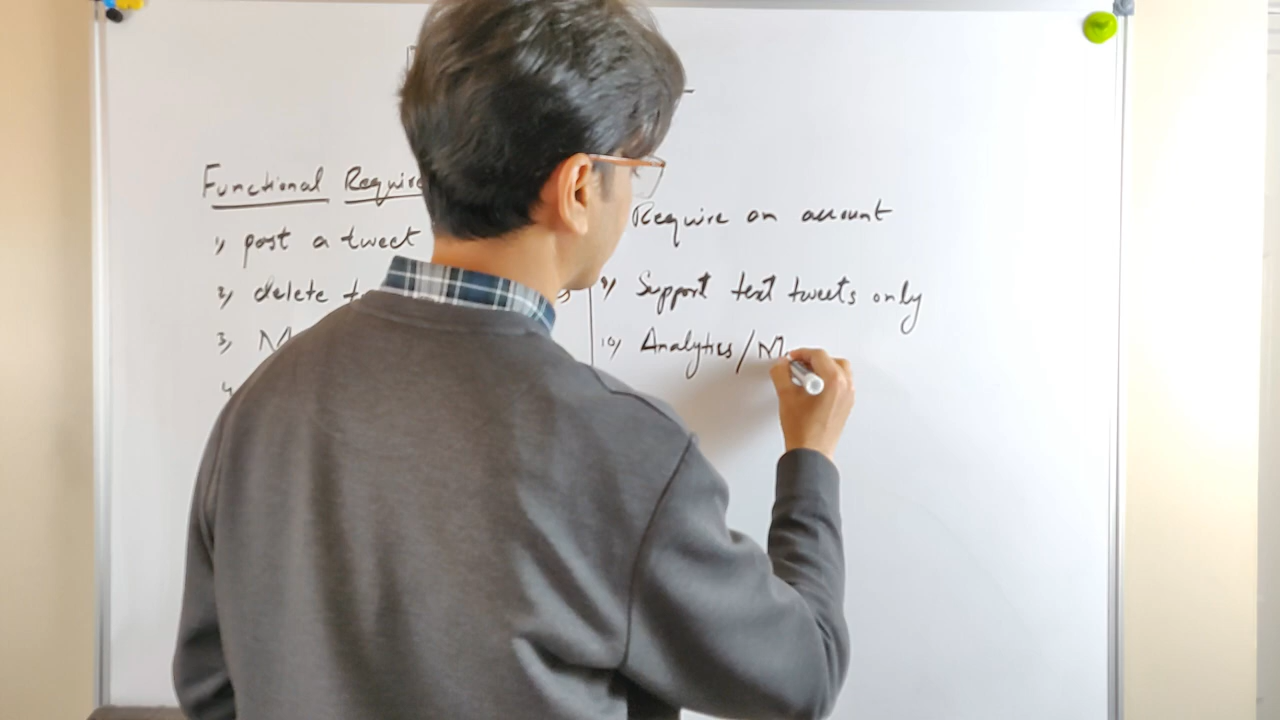 Functional Require
1) post a tweet
2) delete t
3) M
4
Require an account
9) Support text tweets only
10) Analytics/M